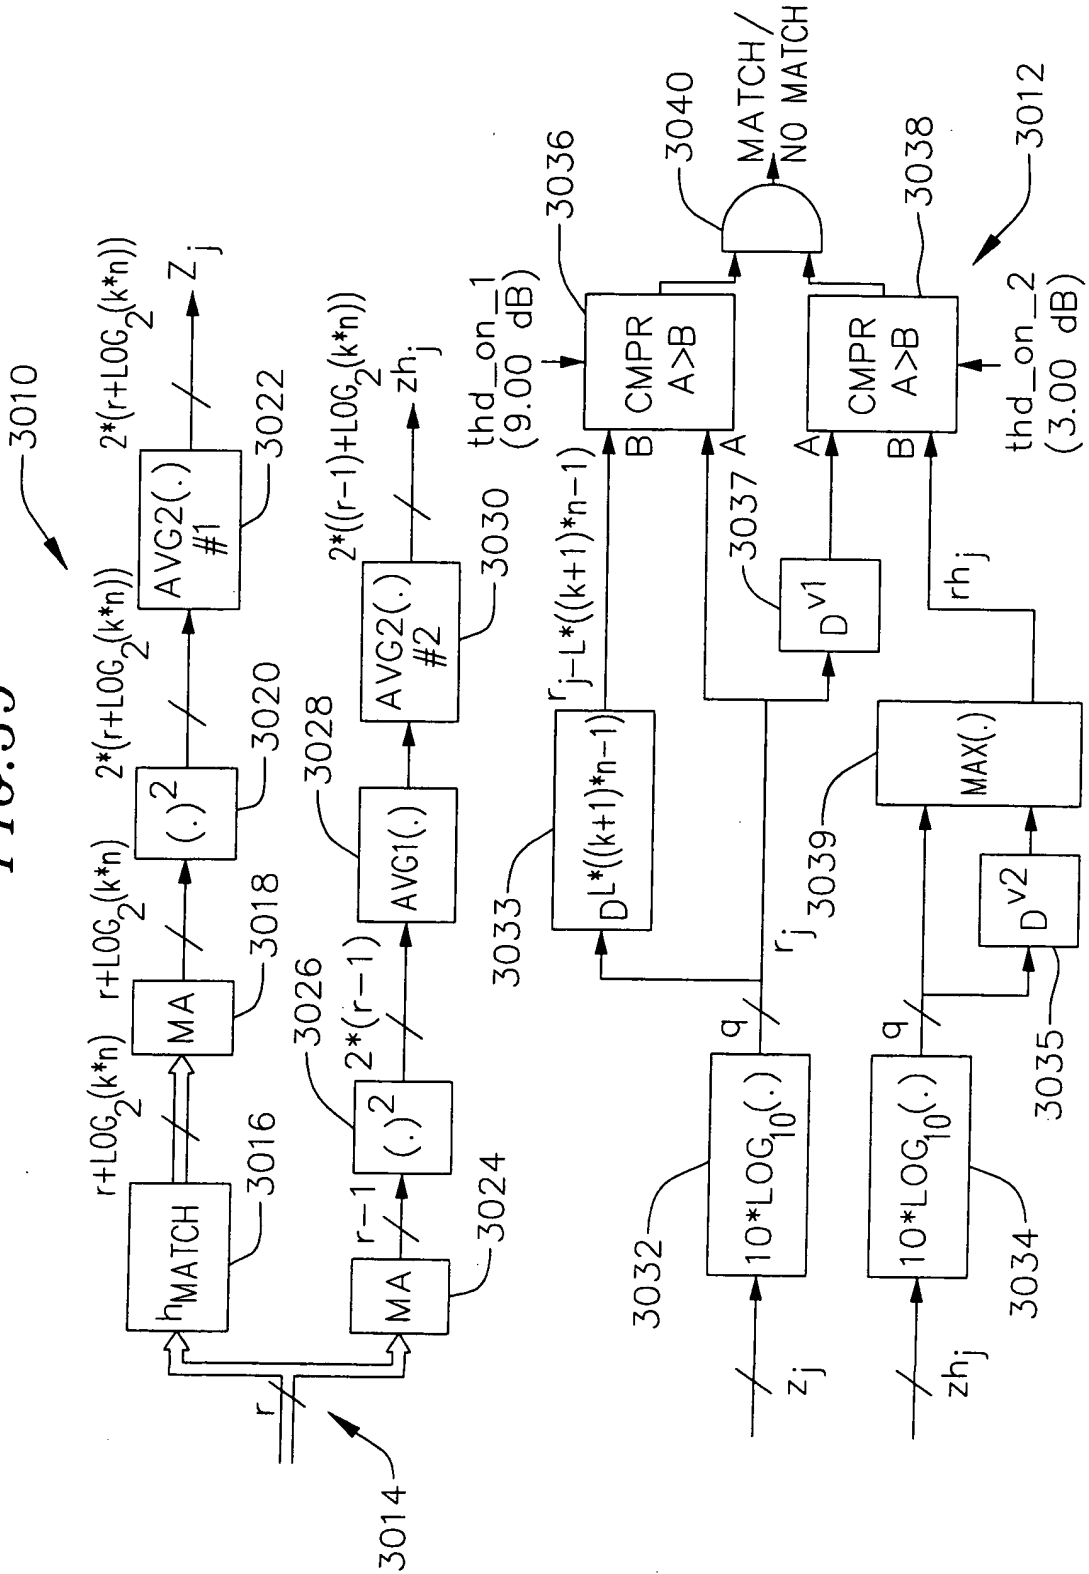 3010
r
3014
hMATCH
3016
r+LOG2(k*n)
MA
3018
r+LOG2(k*n)
(.)2
3020
2*(r+LOG2(k*n))
AVG2(.)
#1
3022
2*(r+LOG2(k*n))
Zj
MA
3024
r-1
(.)2
3026
2*(r-1)
AVG1(.)
3028
AVG2(.)
#2
3030
2*((r-1)+LOG2(k*n))
zhj
zj
10*LOG10(.)
3032
q
rj
DL*((k+1)*n-1)
3033
rj-L*((k+1)*n-1)
thd_on_1
(9.00 dB)
B
A
CMPR
A>B
3036
Dv1
3037
zhj
10*LOG10(.)
3034
q
Dv2
3035
MAX(.)
3039
rhj
A
B
CMPR
A>B
3038
thd_on_2
(3.00 dB)
3040
MATCH/
NO MATCH
3012